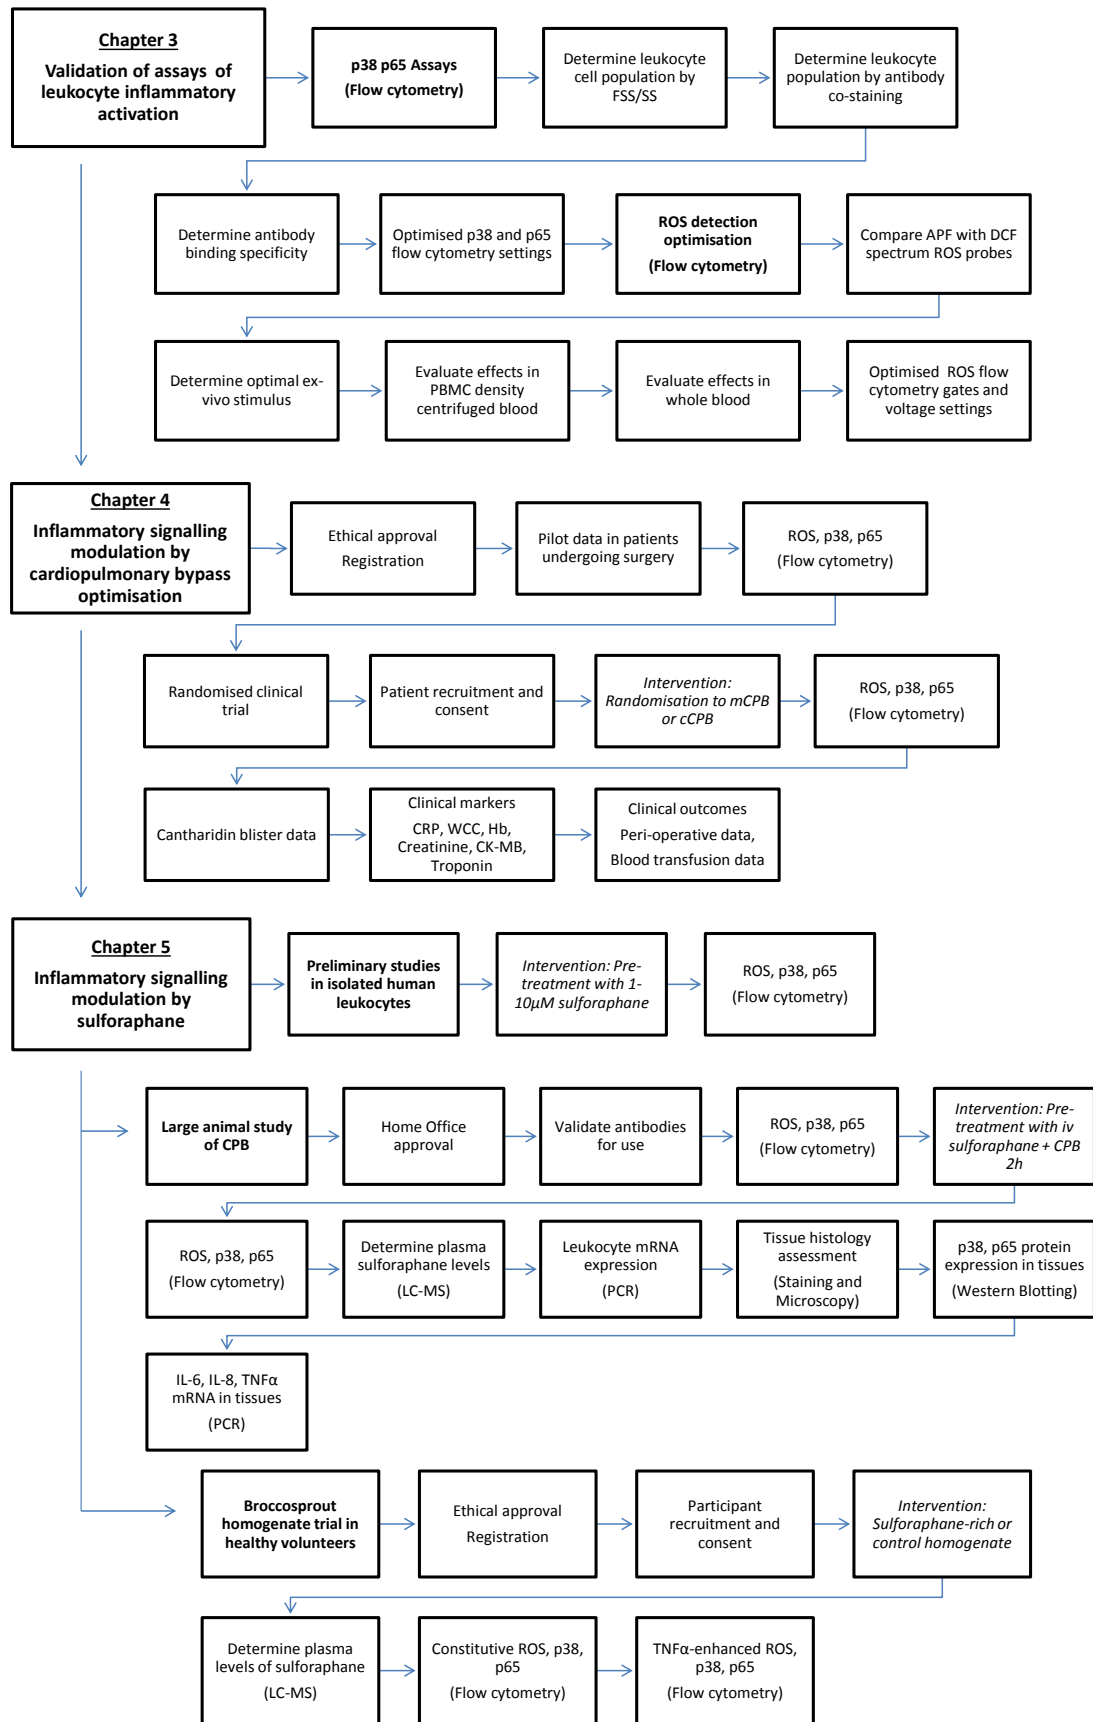 Chapter 3
Validation of assays of
leukocyte inflammatory
activation
p38 p65 Assays
(Flow cytometry)
Determine leukocyte
cell population by
FSS/SS
Determine leukocyte
population by antibody
co-staining
Determine antibody
binding specificity
Optimised p38 and p65
flow cytometry settings
ROS detection
optimisation
(Flow cytometry)
Compare APF with DCF
spectrum ROS probes
Determine optimal ex-
vivo stimulus
Evaluate effects in
PBMC density
centrifuged blood
Evaluate effects in
whole blood
Optimised ROS flow
cytometry gates and
voltage settings
Chapter 4
Inflammatory signalling
modulation by
cardiopulmonary bypass
optimisation
Ethical approval
Registration
Pilot data in patients
undergoing surgery
ROS, p38, p65
(Flow cytometry)
Randomised clinical
trial
Patient recruitment and
consent
Intervention:
Randomisation to mCPB
or cCPB
ROS, p38, p65
(Flow cytometry)
Cantharidin blister data
Clinical markers
CRP, WCC, Hb,
Creatinine, CK-MB,
Troponin
Clinical outcomes
Peri-operative data,
Blood transfusion data
Chapter 5
Inflammatory signalling
modulation by
sulforaphane
Preliminary studies
in isolated human
leukocytes
Intervention: Pre-
treatment with 1-
10µM sulforaphane
ROS, p38, p65
(Flow cytometry)
Large animal study
of CPB
Home Office
approval
Validate antibodies
for use
ROS, p38, p65
(Flow cytometry)
Intervention: Pre-
treatment with iv
sulforaphane + CPB
2h
ROS, p38, p65
(Flow cytometry)
Determine plasma
sulforaphane levels
(LC-MS)
Leukocyte mRNA
expression
(PCR)
Tissue histology
assessment
(Staining and
Microscopy)
p38, p65 protein
expression in tissues
(Western Blotting)
IL-6, IL-8, TNFα
mRNA in tissues
(PCR)
Broccosprout
homogenate trial in
healthy volunteers
Ethical approval
Registration
Participant
recruitment and
consent
Intervention:
Sulforaphane-rich or
control homogenate
Determine plasma
levels of sulforaphane
(LC-MS)
Constitutive ROS, p38,
p65
(Flow cytometry)
TNFα-enhanced ROS,
p38, p65
(Flow cytometry)